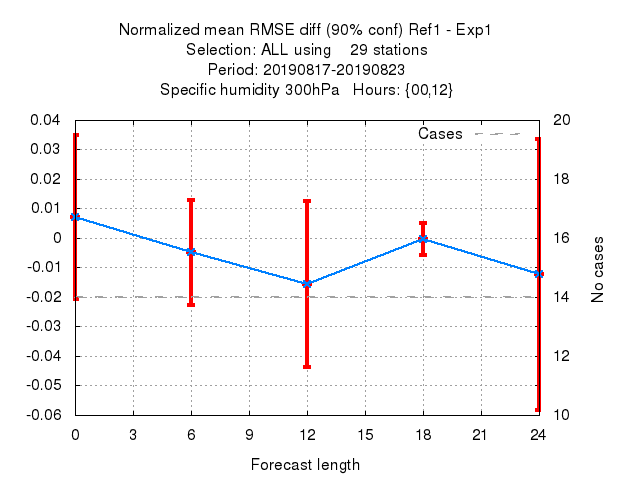 Normalized mean RMSE diff (90% conf) Ref1 - Exp1
Selection: ALL using    29 stations
Period: 20190817-20190823
Specific humidity 300hPa   Hours: {00,12}
0.04
0.03
0.02
0.01
0
-0.01
-0.02
-0.03
-0.04
-0.05
-0.06
Cases
20
18
16
14
12
10
No cases
0 3 6 9 12 15 18 21 24
Forecast length